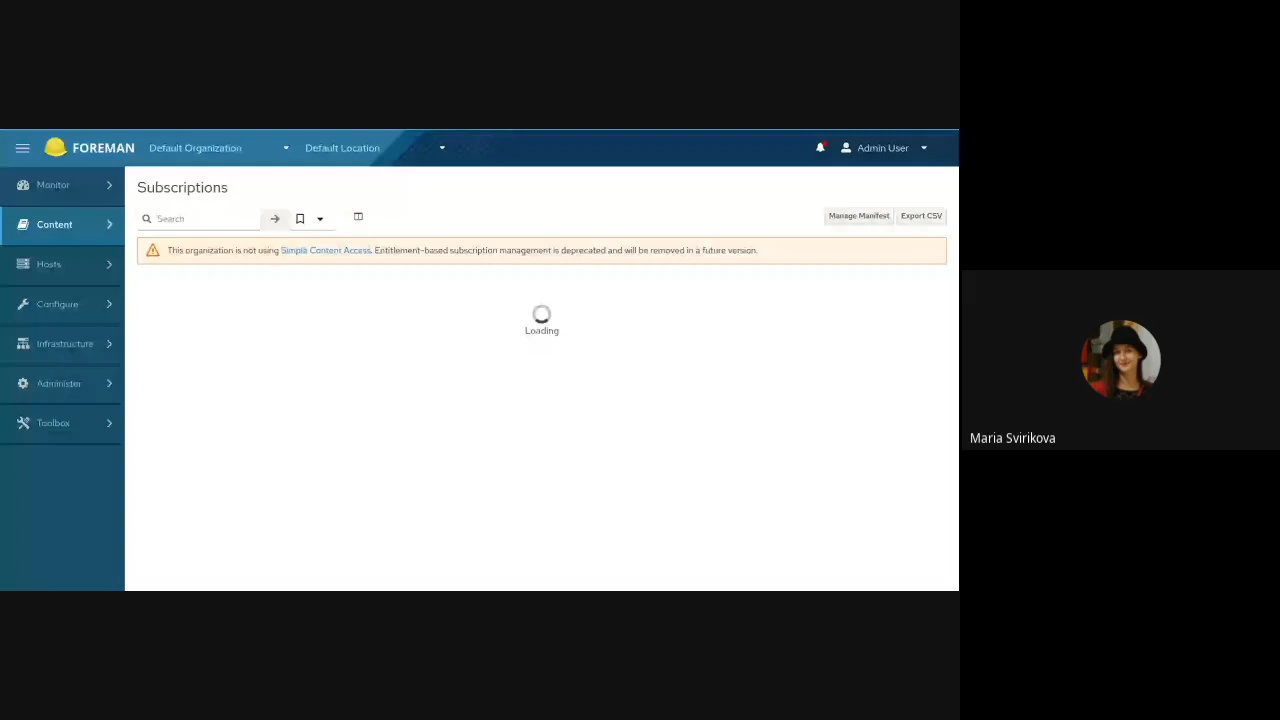 FOREMAN Default Organization Default Location Admin User
Monitor
Content
Hosts
Configure
Infrastructure
Administer
Toolbox
Subscriptions
Search
Manage Manifest Export CSV
This organization is not using Simple Content Access. Entitlement-based subscription management is deprecated and will be removed in a future version.
Loading
Maria Svirikova